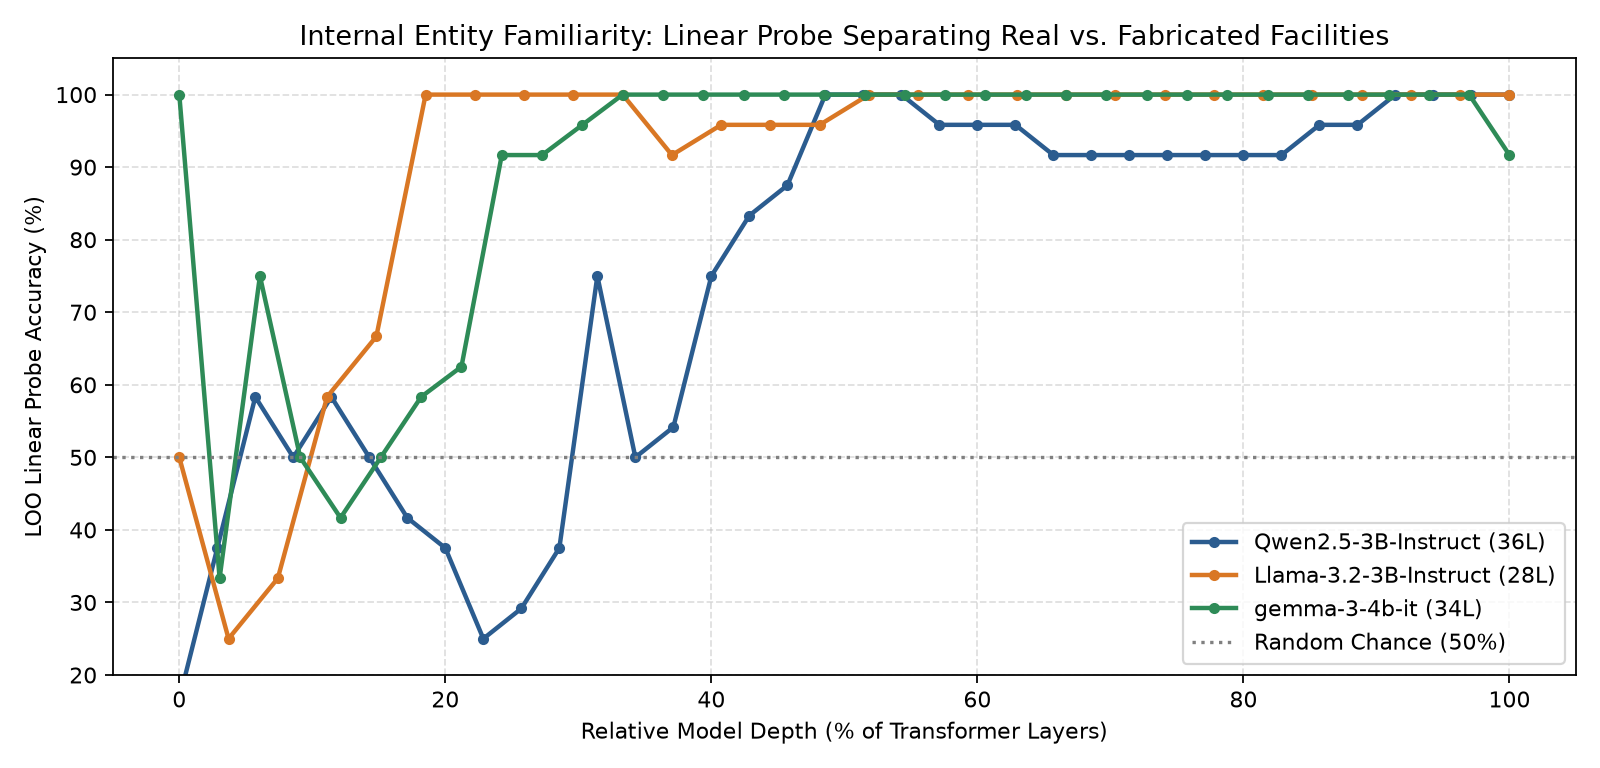 Internal Entity Familiarity: Linear Probe Separating Real vs. Fabricated Facilities
LOO Linear Probe Accuracy (%)
100
90
80
70
60
50
40
30
20
0
20
40
60
80
100
Relative Model Depth (% of Transformer Layers)
Qwen2.5-3B-Instruct (36L)
Llama-3.2-3B-Instruct (28L)
gemma-3-4b-it (34L)
Random Chance (50%)